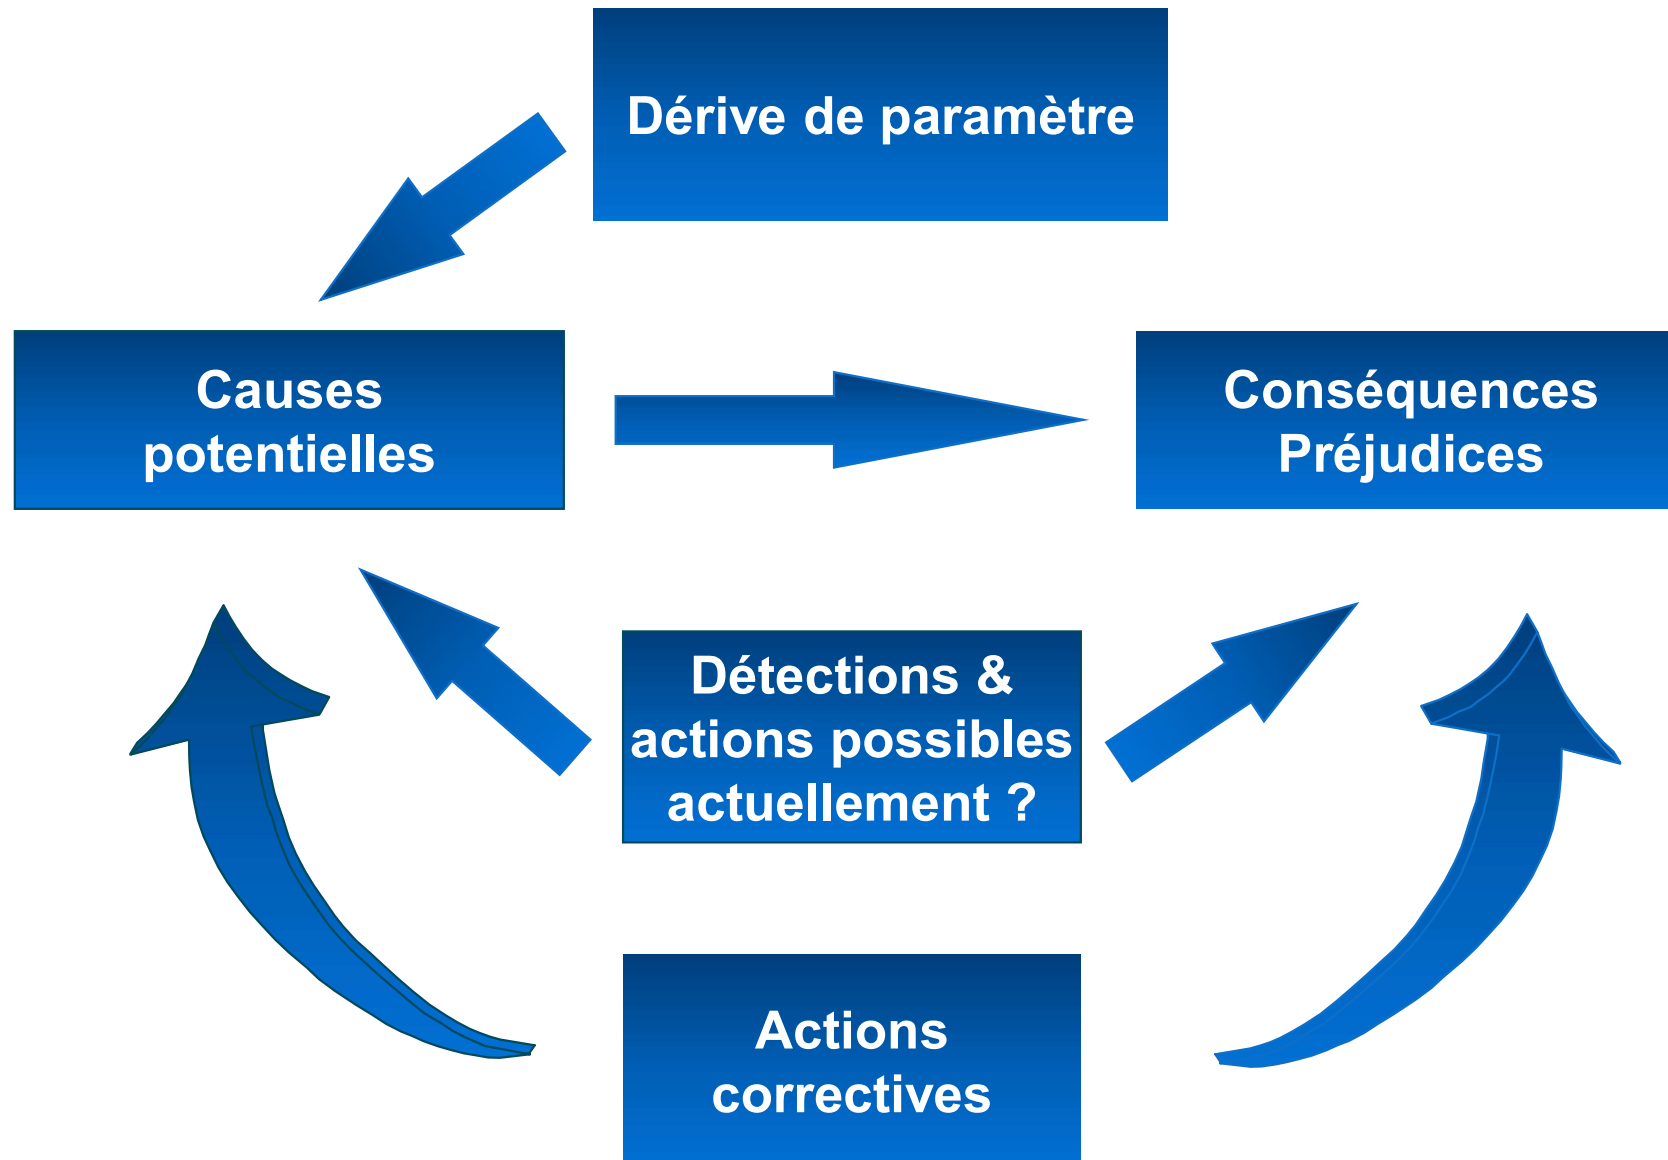 Dérive de paramètre
Causes
potentielles
Conséquences
Préjudices
Détections &
actions possibles
actuellement ?
Actions
correctives